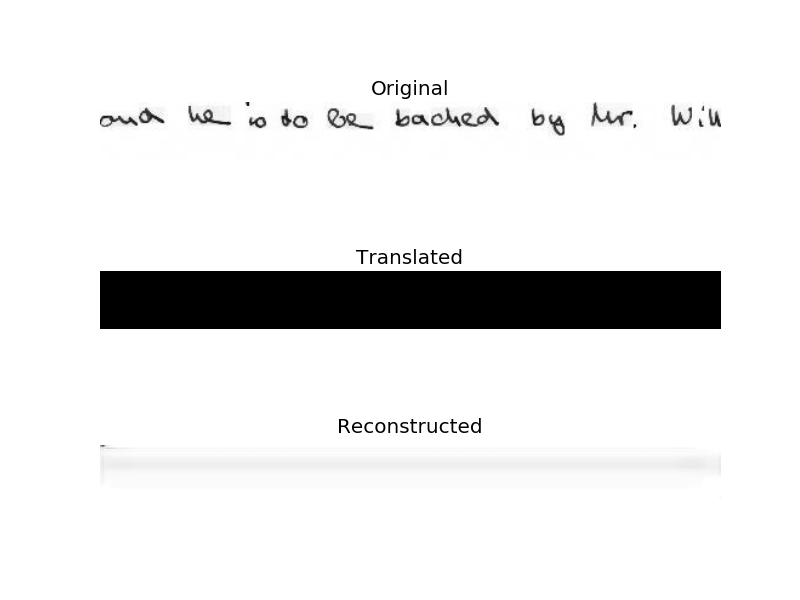 Original
and he is to be backed by Mr. Will
Translated
Reconstructed